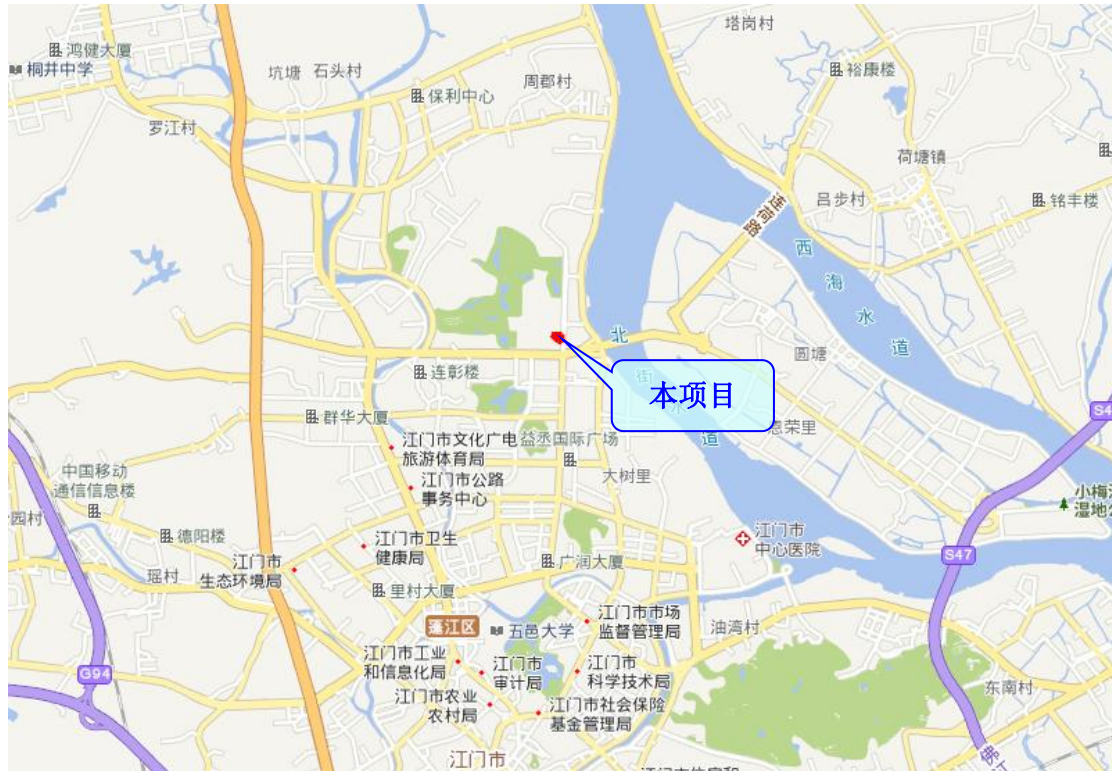 塔岗村
鸿健大厦
桐井中学
坑塘
石头村
周郡村
裕康楼
保利中心
罗江村
荷塘镇
吕步村
铭丰楼
连荷路
西海水道
北街水道
圆塘
本项目
连彰楼
群华大厦
S4
江门市文化广电
旅游体育局
益丞国际广场
中国移动
通信信息楼
江门市公路
事务中心
大树里
小梅
湿地
园村
德阳楼
江门市卫生
健康局
江门市
中心医院
S47
瑶村
江门市
生态环境局
广润大厦
里村大厦
蓬江区
五邑大学
江门市市场
监督管理局
油湾村
G94
江门市工业
和信息化局
江门市
审计局
江门市
科学技术局
东南村
江门市农业
农村局
江门市社会保险
基金管理局
江门市